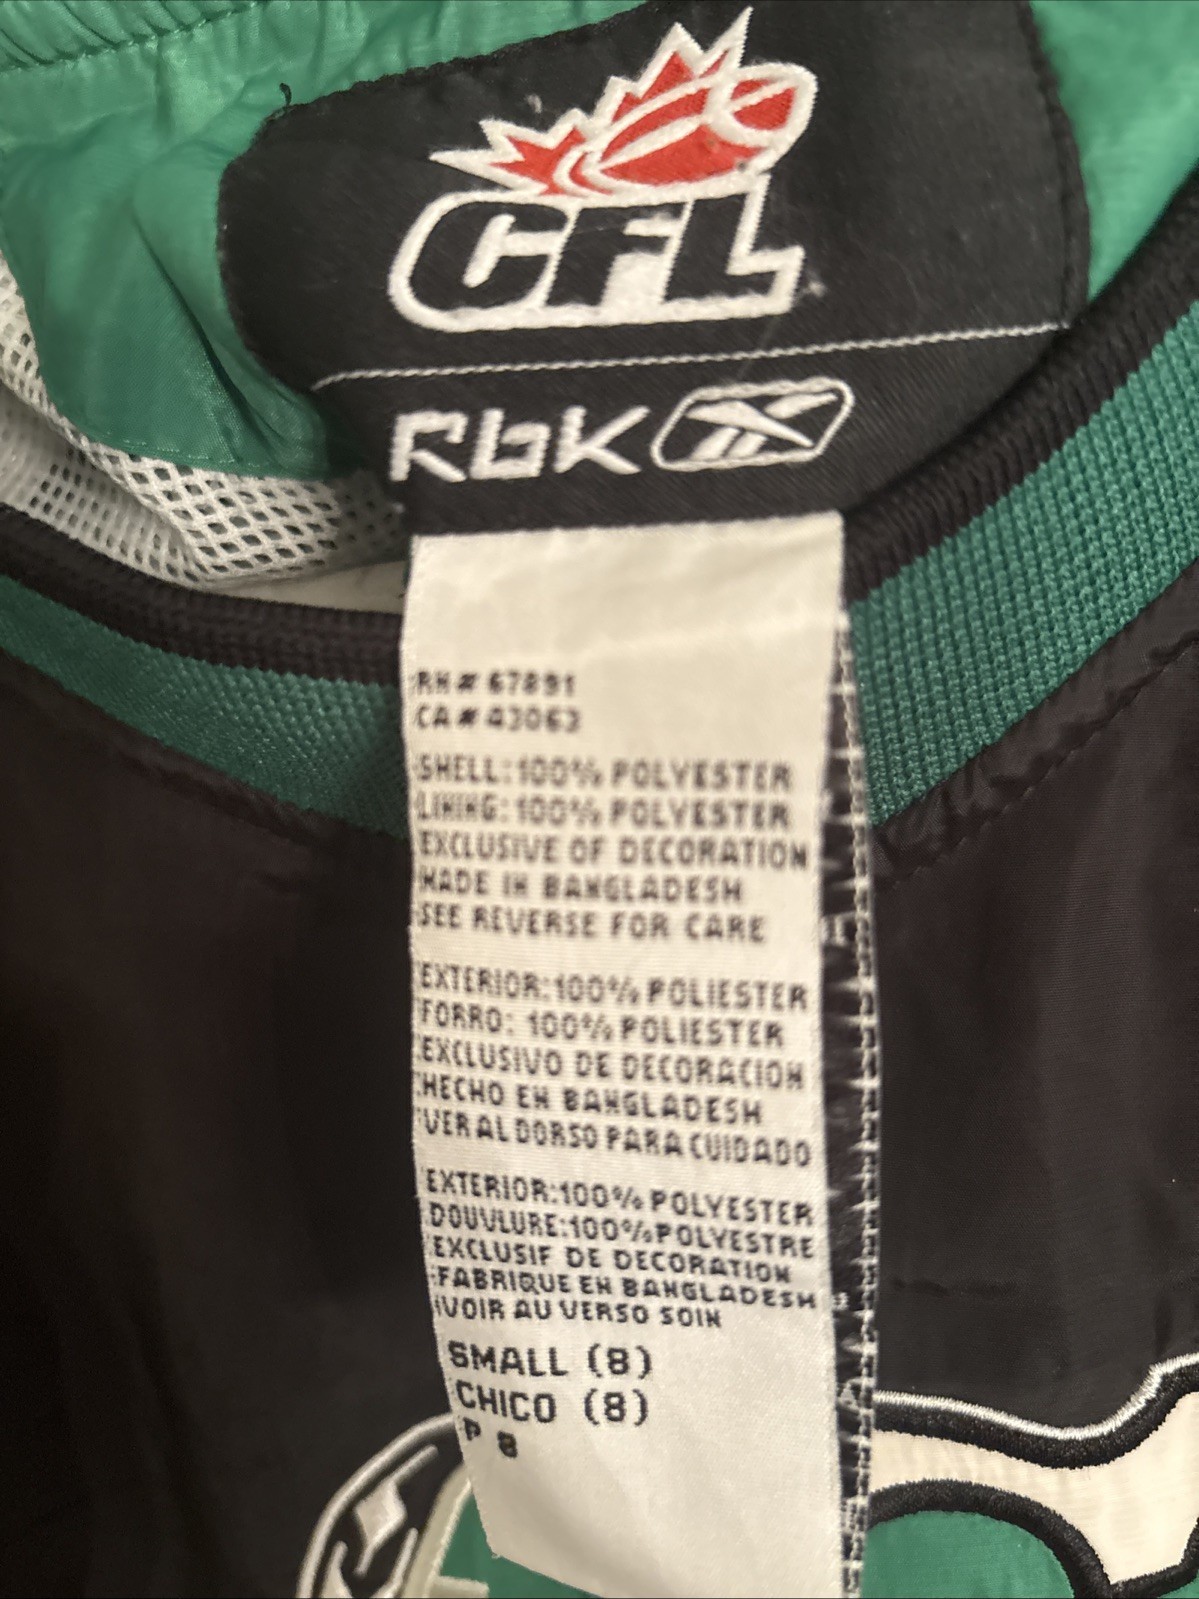 CFL
Rbk
RN# 67891
CA# 43063
SHELL:100% POLYESTER
LINING: 100% POLYESTER
EXCLUSIVE OF DECORATION
MADE IN BANGLADESH
SEE REVERSE FOR CARE
EXTERIOR:100% POLIESTER
FORRO: 100% POLIESTER
EXCLUSIVO DE DECORACION
HECHO EN BANGLADESH
VER AL DORSO PARA CUIDADO
EXTERIOR:100% POLYESTER
DOUVLURE:100%POLYESTRE
EXCLUSIF DE DECORATION
FABRIQUE EN BANGLADESH
VOIR AU VERSO SOIN
SMALL (8)
CHICO (8)
P 8